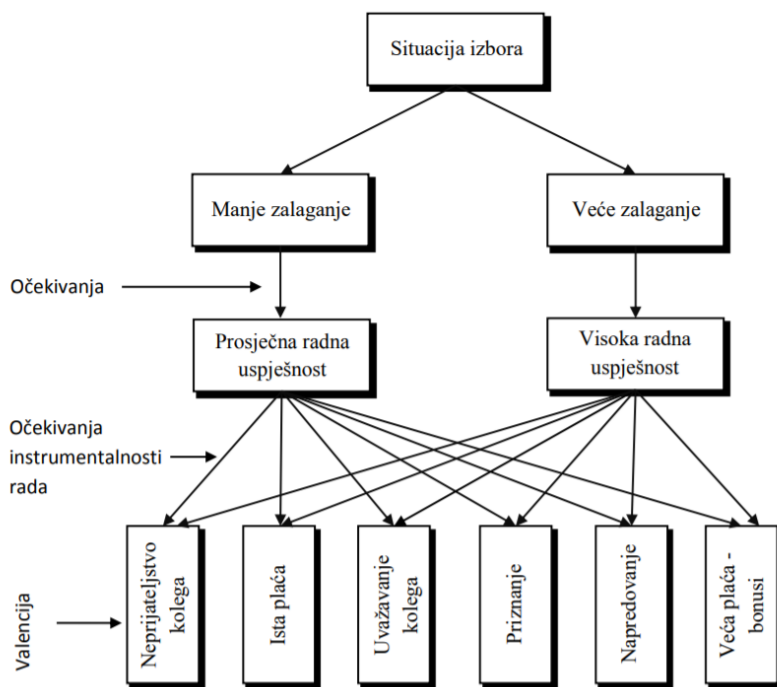 Situacija izbora
Manje zalaganje
Veće zalaganje
Očekivanja
Prosječna radna
uspješnost
Visoka radna
uspješnost
Očekivanja
instrumentalnosti
rada
Valencija
Neprijateljstvo
kolega
Ista plaća
Uvažavanje
kolega
Priznanje
Napredovanje
Veća plaća -
bonusi